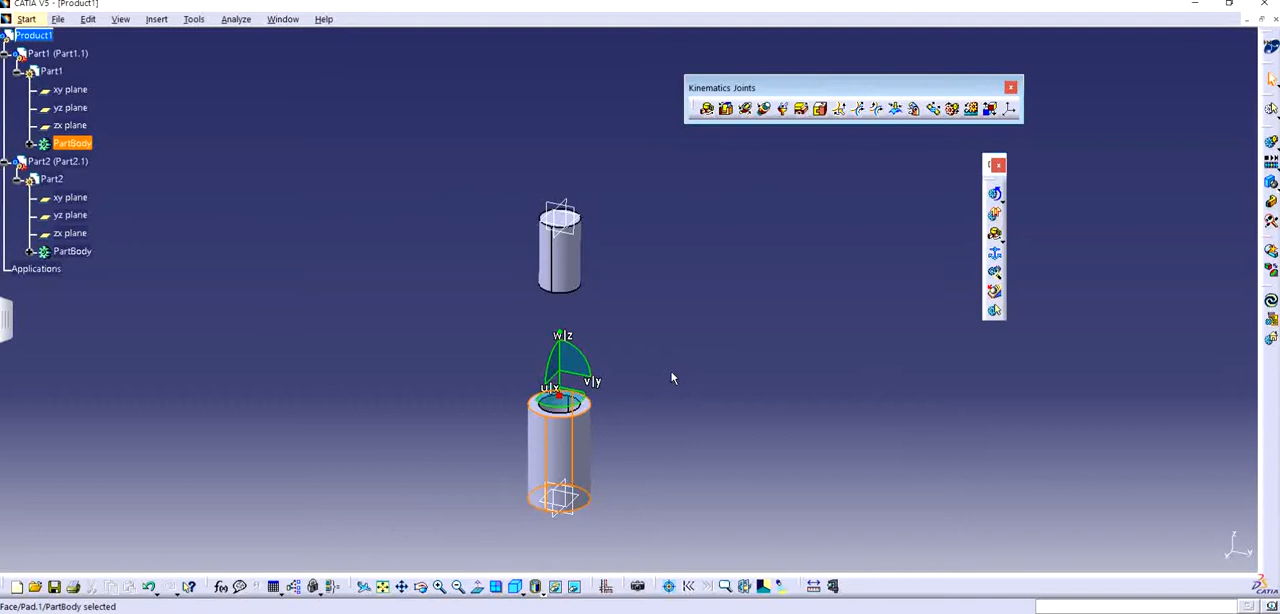 CATIA V5 - [Product1]
Start File Edit View Insert Tools Analyze Window Help
Product1
Part1 (Part1.1)
Part1
xy plane
yz plane
zx plane
PartBody
Part2 (Part2.1)
Part2
xy plane
yz plane
zx plane
PartBody
Applications
Kinematics Joints
w|z
v|y
u|x
z
x y
f(x)
CATIA
Face/Pad.1/PartBody selected